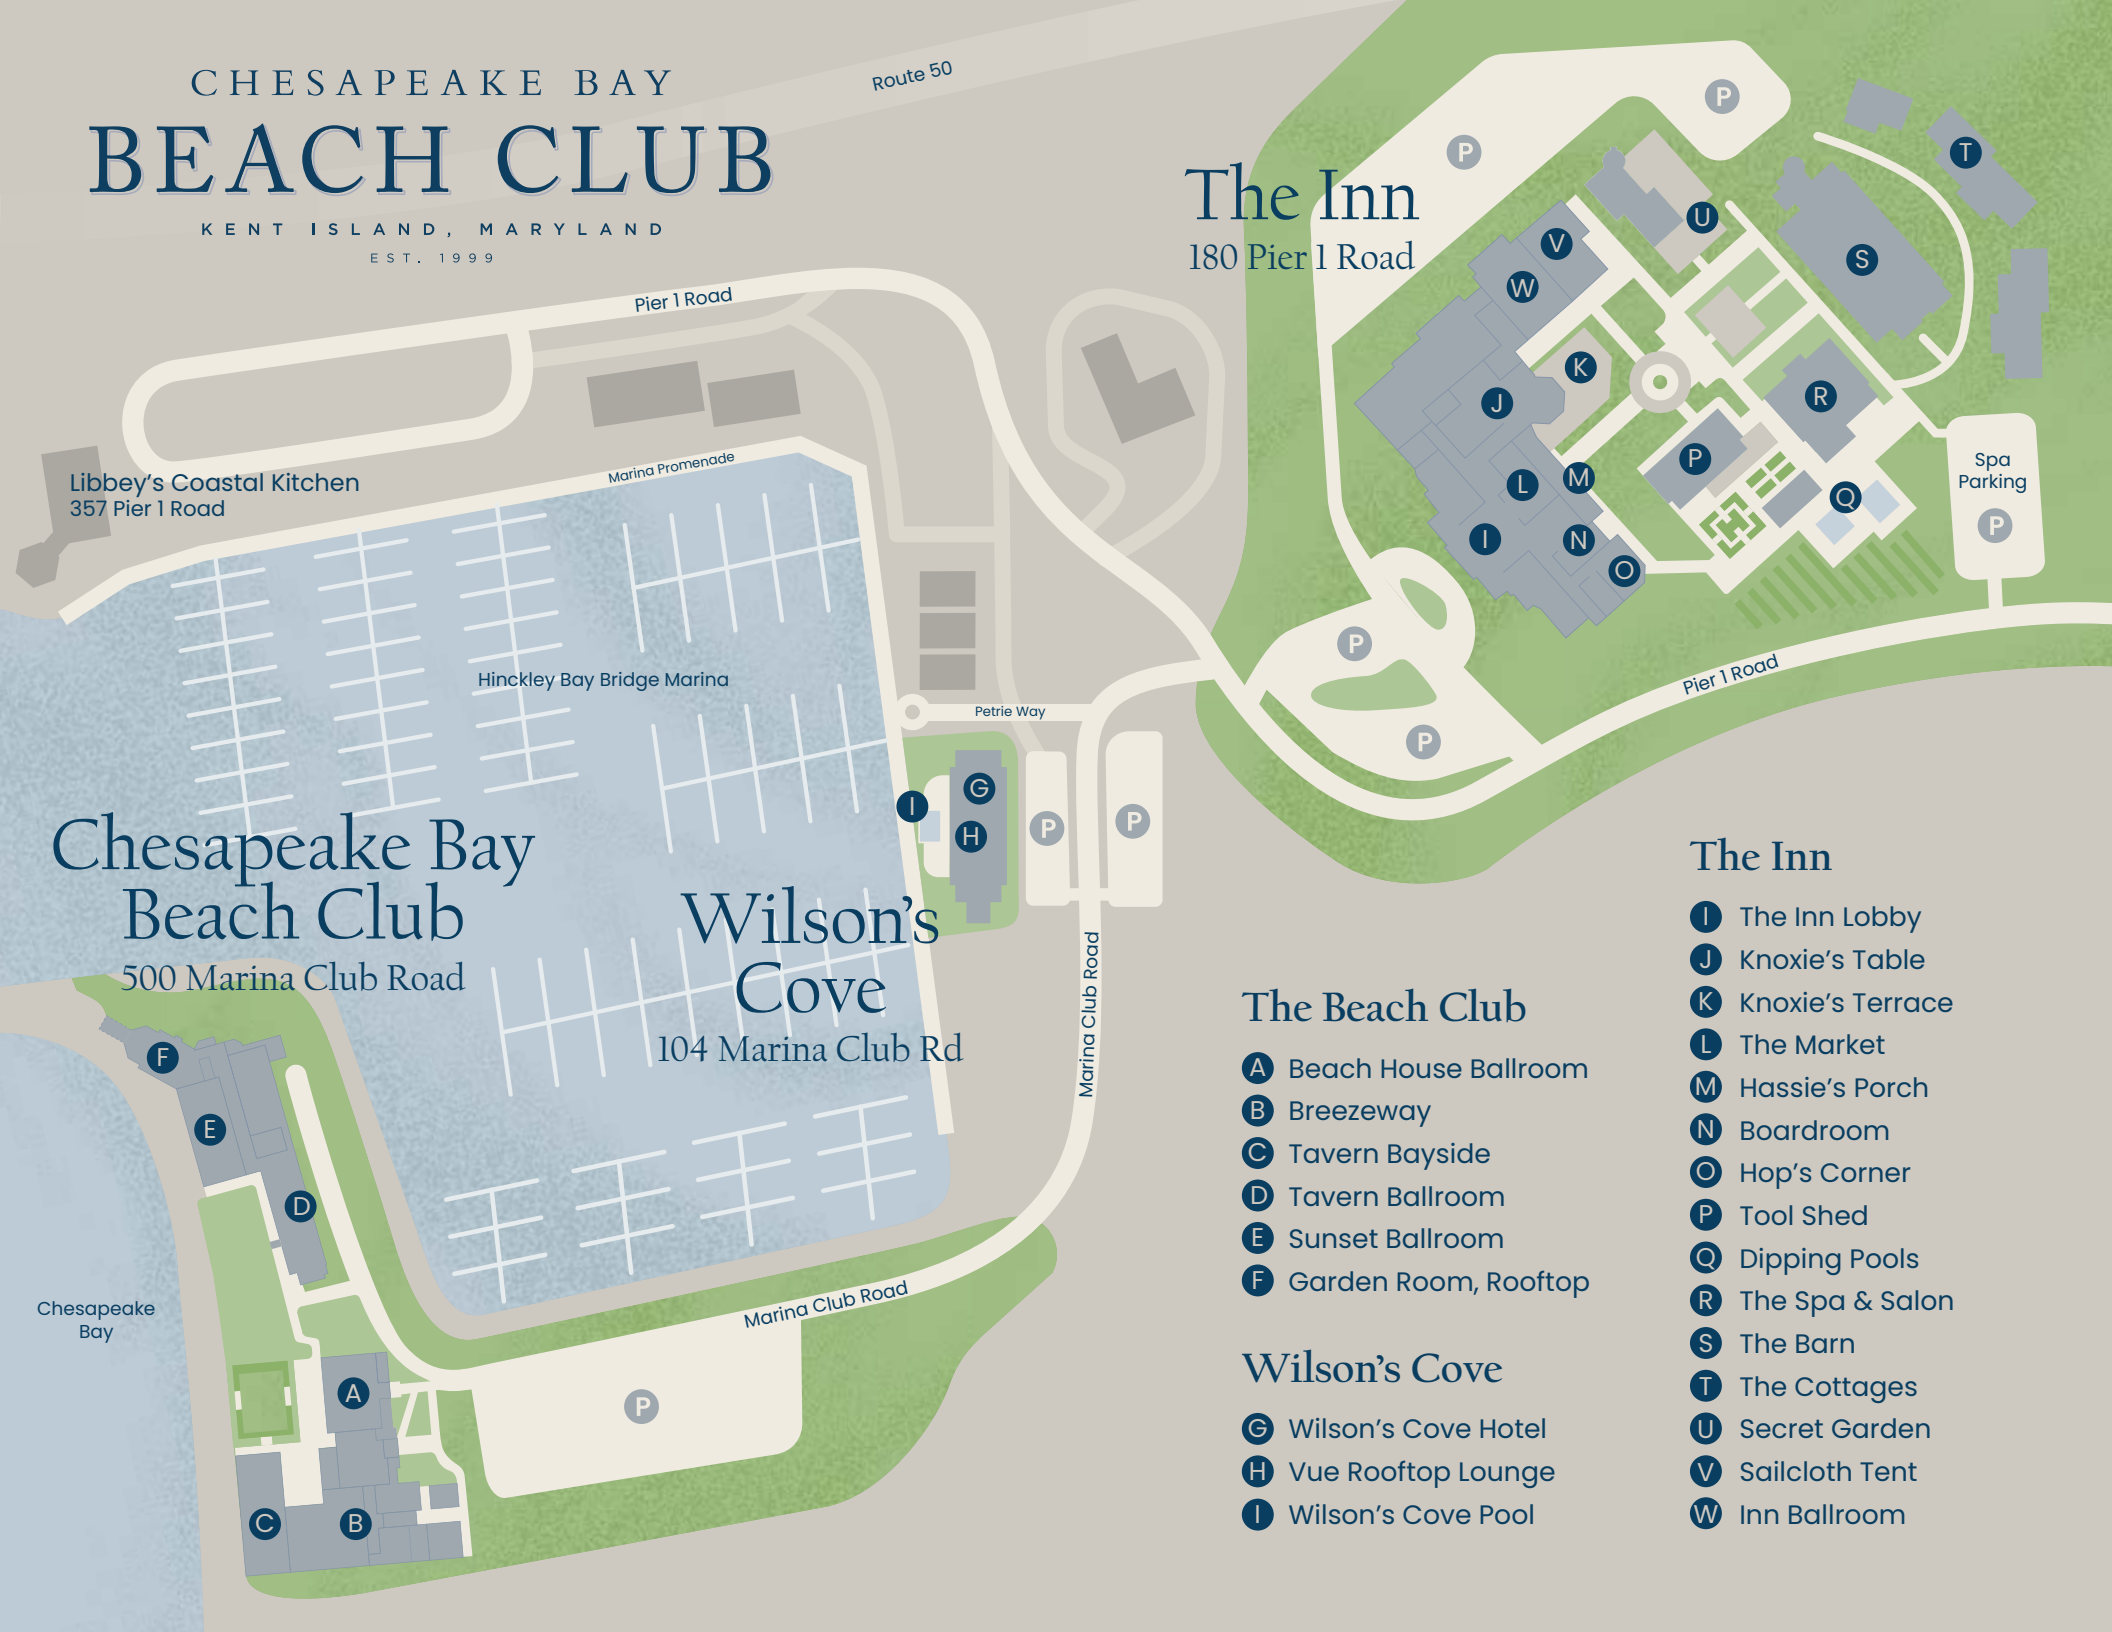 CHESAPEAKE BAY
BEACH CLUB
KENT ISLAND, MARYLAND
EST. 1999
Route 50
Pier 1 Road
Libbey's Coastal Kitchen
357 Pier 1 Road
Marina Promenade
Hinckley Bay Bridge Marina
Petrie Way
The Inn
180 Pier 1 Road
P
P
T
U
V
W
S
K
J
R
P
L
M
Q
I
N
O
Spa
Parking
P
P
P
Pier 1 Road
G
I
H
P
P
Chesapeake Bay
Beach Club
500 Marina Club Road
Wilson's
Cove
104 Marina Club Rd
Marina Club Road
F
E
D
Chesapeake
Bay
Marina Club Road
A
P
C
B
The Beach Club
A Beach House Ballroom
B Breezeway
C Tavern Bayside
D Tavern Ballroom
E Sunset Ballroom
F Garden Room, Rooftop
Wilson's Cove
G Wilson's Cove Hotel
H Vue Rooftop Lounge
I Wilson's Cove Pool
The Inn
I The Inn Lobby
J Knoxie's Table
K Knoxie's Terrace
L The Market
M Hassie's Porch
N Boardroom
O Hop's Corner
P Tool Shed
Q Dipping Pools
R The Spa & Salon
S The Barn
T The Cottages
U Secret Garden
V Sailcloth Tent
W Inn Ballroom